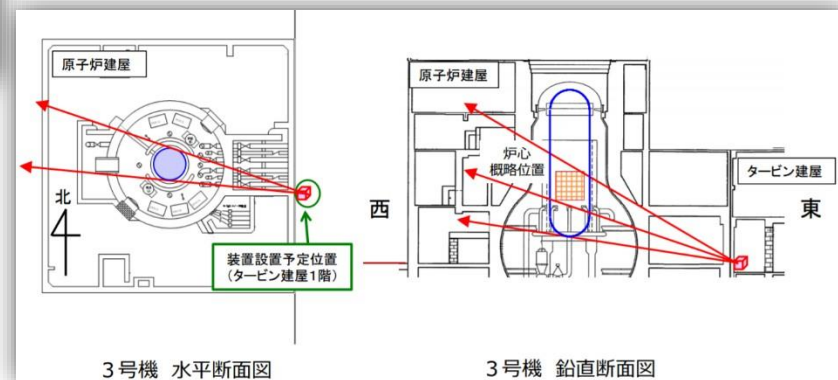 原子炉建屋
北
装置設置予定位置
（タービン建屋1階）
3号機 水平断面図
原子炉建屋
炉心
概略位置
タービン建屋
西
東
3号機 鉛直断面図